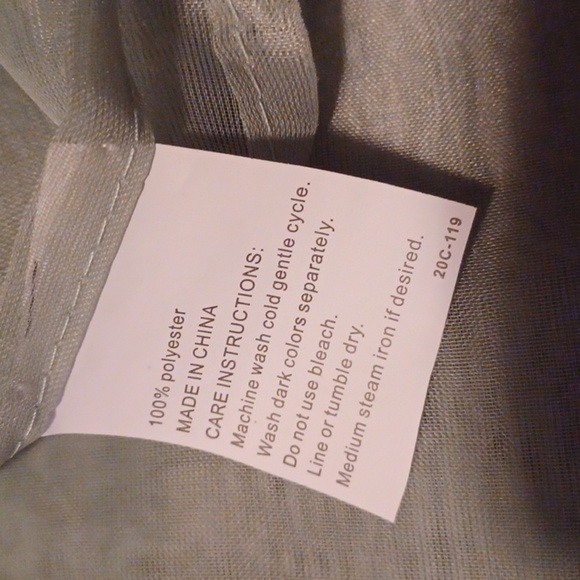 100% polyester
MADE IN CHINA
CARE INSTRUCTIONS:
Machine wash cold gentle cycle.
Wash dark colors separately.
Do not use bleach.
Line or tumble dry.
Medium steam iron if desired.
20C-119